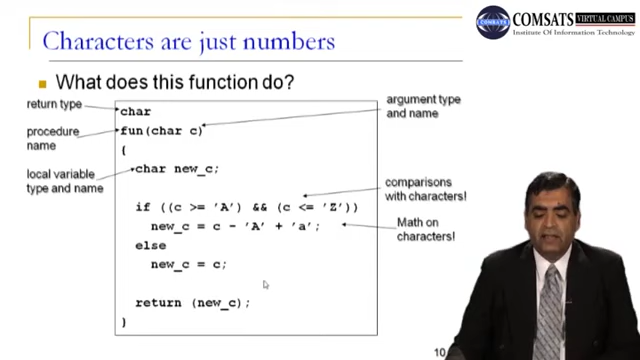 COMSATS
VIRTUAL CAMPUS
Institute Of Information Technology
Characters are just numbers
What does this function do?
return type
argument type
and name
procedure
name
local variable
type and name
char
fun(char c)
{
char new_c;
if ((c >= 'A') && (c <= 'Z'))
new_c = c - 'A' + 'a';
else
new_c = c;
return (new_c);
}
comparisons
with characters!
Math on
characters!
10